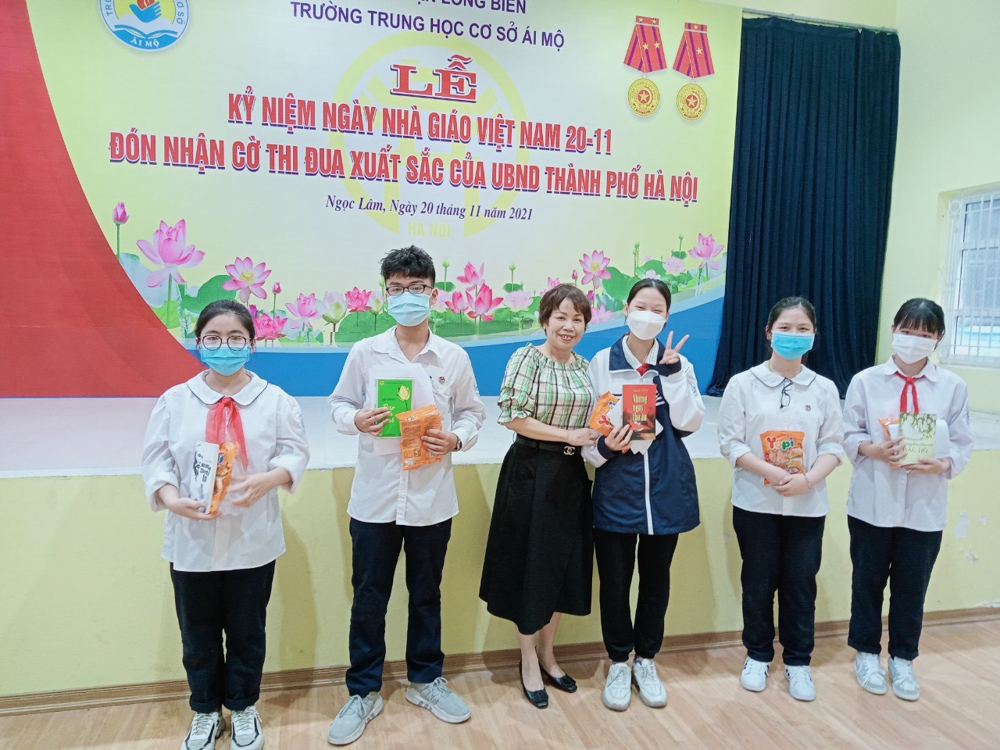 ẬN LONG BIÊN
TRƯỜNG TRUNG HỌC CƠ SỞ ÁI MỘ
ÁI MỘ
LỄ
KỶ NIỆM NGÀY NHÀ GIÁO VIỆT NAM 20-11
ĐÓN NHẬN CỜ THI ĐUA XUẤT SẮC CỦA UBND THÀNH PHỐ HÀ NỘI
Ngọc Lâm, Ngày 20 tháng 11 năm 2021
HÀ NỘI
Những
ngày
thơ ấu
Yopi
BÁC HỒ